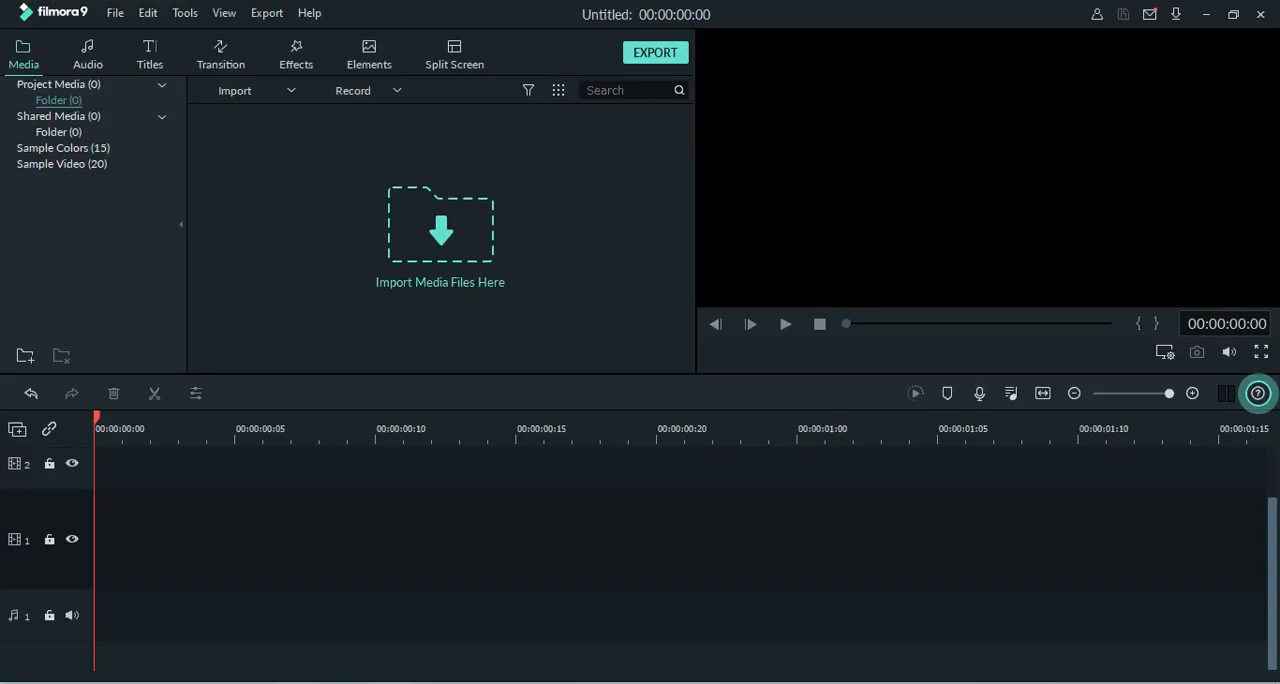 filmora9 File Edit Tools View Export Help Untitled: 00:00:00:00
Media Audio Titles Transition Effects Elements Split Screen EXPORT
Project Media (0)
Folder (0)
Shared Media (0)
Folder (0)
Sample Colors (15)
Sample Video (20)
Import Record Search
Import Media Files Here
00:00:00:00
00:00:00:00 00:00:00:05 00:00:00:10 00:00:00:15 00:00:00:20 00:00:01:00 00:00:01:05 00:00:01:10 00:00:01:15
2
1
1